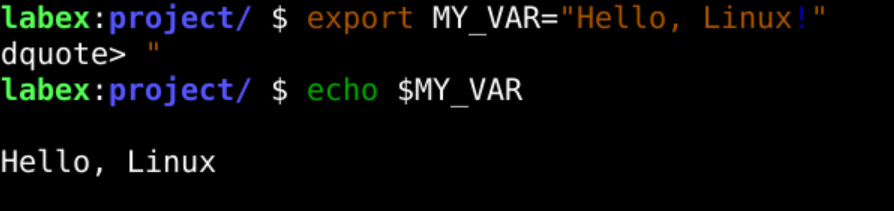 labex:project/ $ export MY_VAR="Hello, Linux!"
dquote> "
labex:project/ $ echo $MY_VAR
Hello, Linux